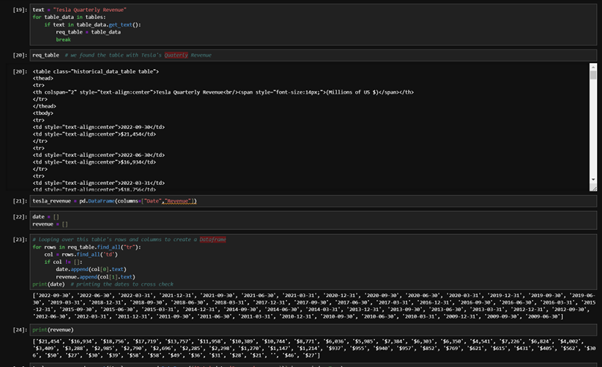 [19]: text = "Tesla Quarterly Revenue"
for table_data in tables:
if text in table_data.get_text():
req_table = table_data
break
[20]: req_table # we found the table with Tesla's Quaterly Revenue
[20]: <table class="historical_data_table table">
<thead>
<tr>
<th colspan="2" style="text-align:center">Tesla Quarterly Revenue<br/><span style="font-size:14px;">(Millions of US $)</span></th>
</tr>
</thead>
<tbody>
<tr>
<td style="text-align:center">2022-09-30</td>
<td style="text-align:center">$21,454</td>
</tr>
<tr>
<td style="text-align:center">2022-06-30</td>
<td style="text-align:center">$16,934</td>
</tr>
<tr>
<td style="text-align:center">2022-03-31</td>
<td style="text-align:center">$18,756</td>
[21]: tesla_revenue = pd.DataFrame(columns=["Date","Revenue"])
[22]: date = []
revenue = []
[23]: # Looping over this table's rows and columns to create a DataFrame
for rows in req_table.find_all("tr"):
col = rows.find_all('td')
if col != []:
date.append(col[0].text)
revenue.append(col[1].text)
print(date) # printing the dates to cross check
['2022-09-30', '2022-06-30', '2022-03-31', '2021-12-31', '2021-09-30', '2021-06-30', '2021-03-31', '2020-12-31', '2020-09-30', '2020-06-30', '2020-03-31', '2019-12-31', '2019-09-30', '2019-06-
30', '2019-03-31', '2018-12-31', '2018-09-30', '2018-06-30', '2018-03-31', '2017-12-31', '2017-09-30', '2017-06-30', '2017-03-31', '2016-12-31', '2016-09-30', '2016-06-30', '2016-03-31', '2015-
12-31', '2015-09-30', '2015-06-30', '2015-03-31', '2014-12-31', '2014-09-30', '2014-06-30', '2014-03-31', '2013-12-31', '2013-09-30', '2013-06-30', '2013-03-31', '2012-12-31', '2012-09-30', '2012-
06-30', '2012-03-31', '2011-12-31', '2011-09-30', '2011-06-30', '2011-03-31', '2010-12-31', '2010-09-30', '2010-06-30', '2010-03-31', '2009-12-31', '2009-09-30', '2009-06-30']
[24]: print(revenue)
['$21,454', '$16,934', '$18,756', '$17,719', '$13,757', '$11,958', '$10,389', '$10,744', '$8,771', '$6,036', '$5,985', '$7,384', '$6,303', '$6,350', '$4,541', '$7,226', '$6,824', '$4,002',
'$3,409', '$3,288', '$2,985', '$2,790', '$2,696', '$2,285', '$2,298', '$1,270', '$1,147', '$1,214', '$937', '$955', '$940', '$957', '$852', '$769', '$621', '$615', '$431', '$405', '$562', '$30
6', '$50', '$27', '$30', '$39', '$58', '$58', '$49', '$36', '$31', '$28', '$21', '', '$46', '$27']